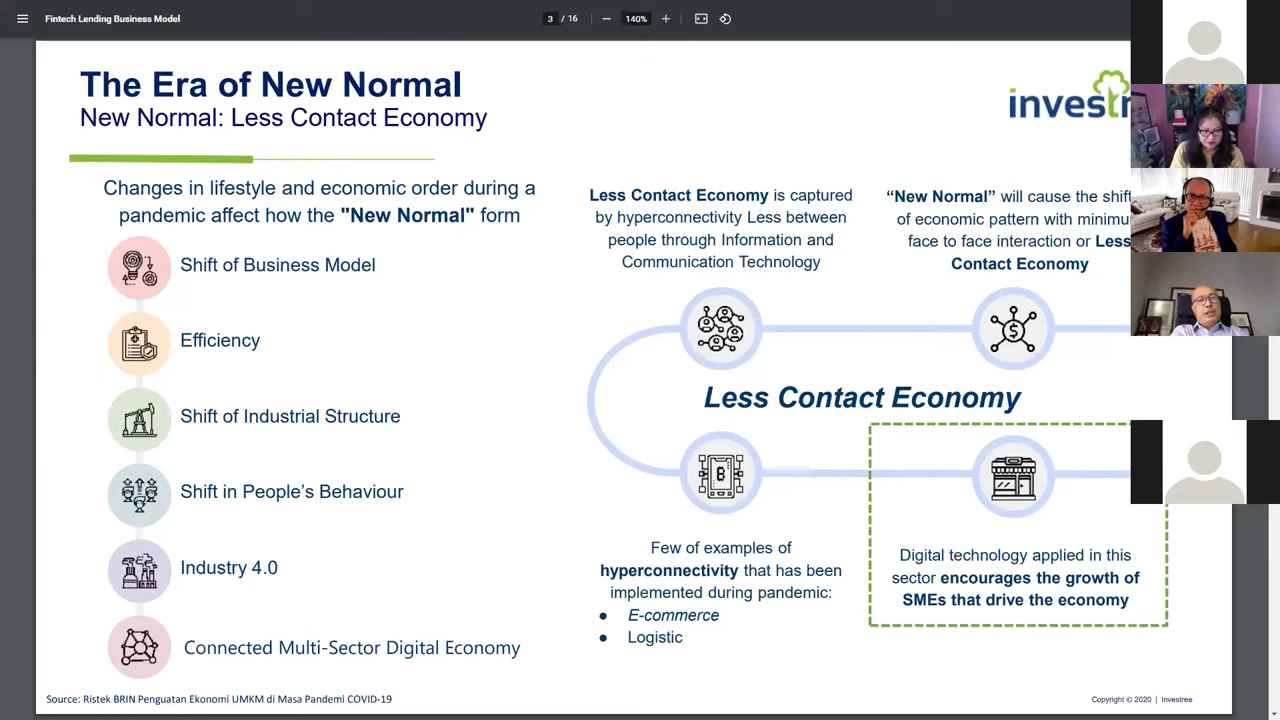 Fintech Lending Business Model
3 / 16
140%
The Era of New Normal
New Normal: Less Contact Economy
Changes in lifestyle and economic order during a
pandemic affect how the "New Normal" form
Shift of Business Model
Efficiency
Shift of Industrial Structure
Shift in People's Behaviour
Industry 4.0
Connected Multi-Sector Digital Economy
Less Contact Economy is captured
by hyperconnectivity Less between
people through Information and
Communication Technology
“New Normal” will cause the shift
of economic pattern with minimu
face to face interaction or Less
Contact Economy
Less Contact Economy
Few of examples of
hyperconnectivity that has been
implemented during pandemic:
● E-commerce
● Logistic
Digital technology applied in this
sector encourages the growth of
SMEs that drive the economy
investr
Source: Ristek BRIN Penguatan Ekonomi UMKM di Masa Pandemi COVID-19
Copyright © 2020 | Investree